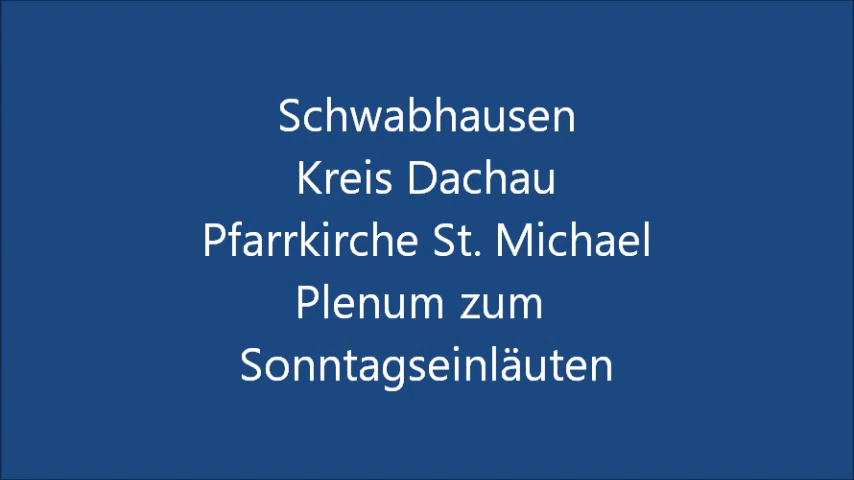 Schwabhausen
Kreis Dachau
Pfarrkirche St. Michael
Plenum zum
Sonntagseinläuten